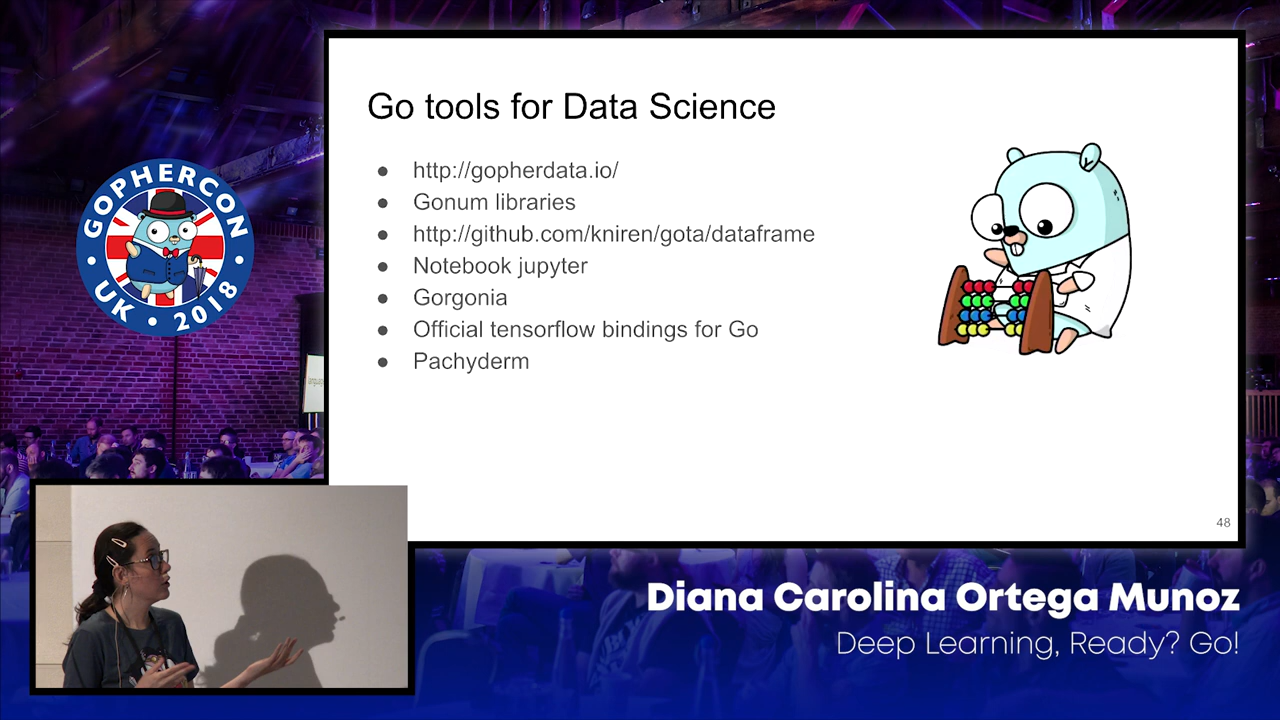 GOPHERCON
UK • 2018
Go tools for Data Science
● http://gopherdata.io/
● Gonum libraries
● http://github.com/kniren/gota/dataframe
● Notebook jupyter
● Gorgonia
● Official tensorflow bindings for Go
● Pachyderm
48
Diana Carolina Ortega Munoz
Deep Learning, Ready? Go!